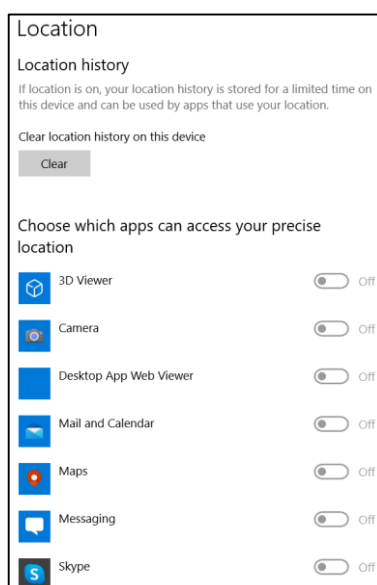 Location
Location history
If location is on, your location history is stored for a limited time on
this device and can be used by apps that use your location.
Clear location history on this device
Clear
Choose which apps can access your precise
location
3D Viewer Off
Camera Off
Desktop App Web Viewer Off
Mail and Calendar Off
Maps Off
Messaging Off
Skype Off